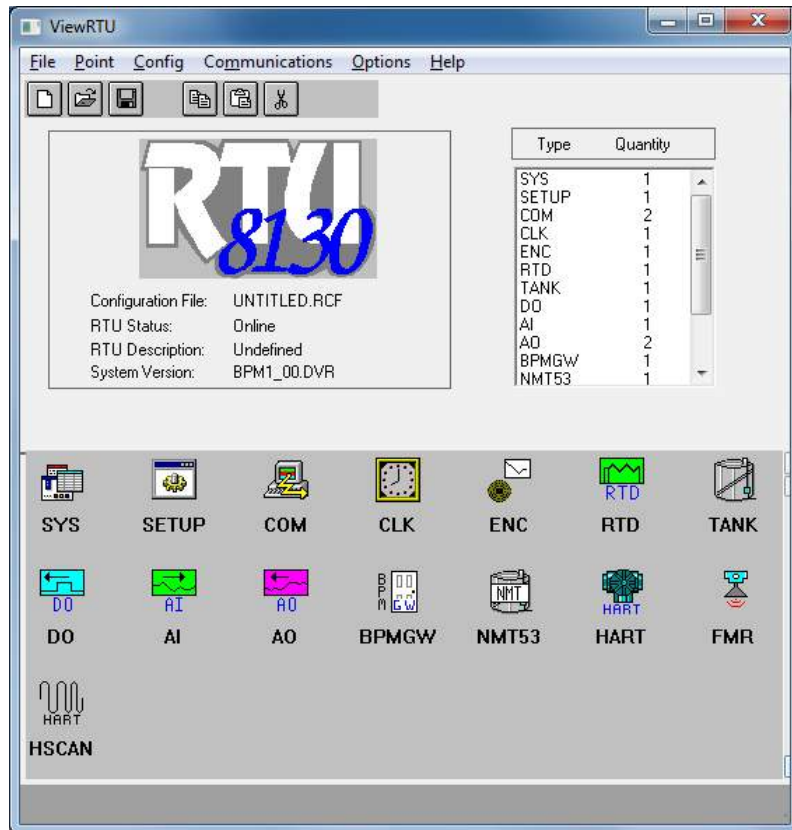 ViewRTU
File Point Config Communications Options Help
RTU
8130
Configuration File: UNTITLED.RCF
RTU Status: Online
RTU Description: Undefined
System Version: BPM1_00.DVR
Type Quantity
SYS 1
SETUP 1
COM 2
CLK 1
ENC 1
RTD 1
TANK 1
DO 1
AI 1
AO 2
BPMGW 1
NMT53 1
RTD
SYS SETUP COM CLK ENC RTD TANK
DO AI AO BPM GW NMT HART
DO AI AO BPMGW NMT53 HART FMR
HART
HSCAN